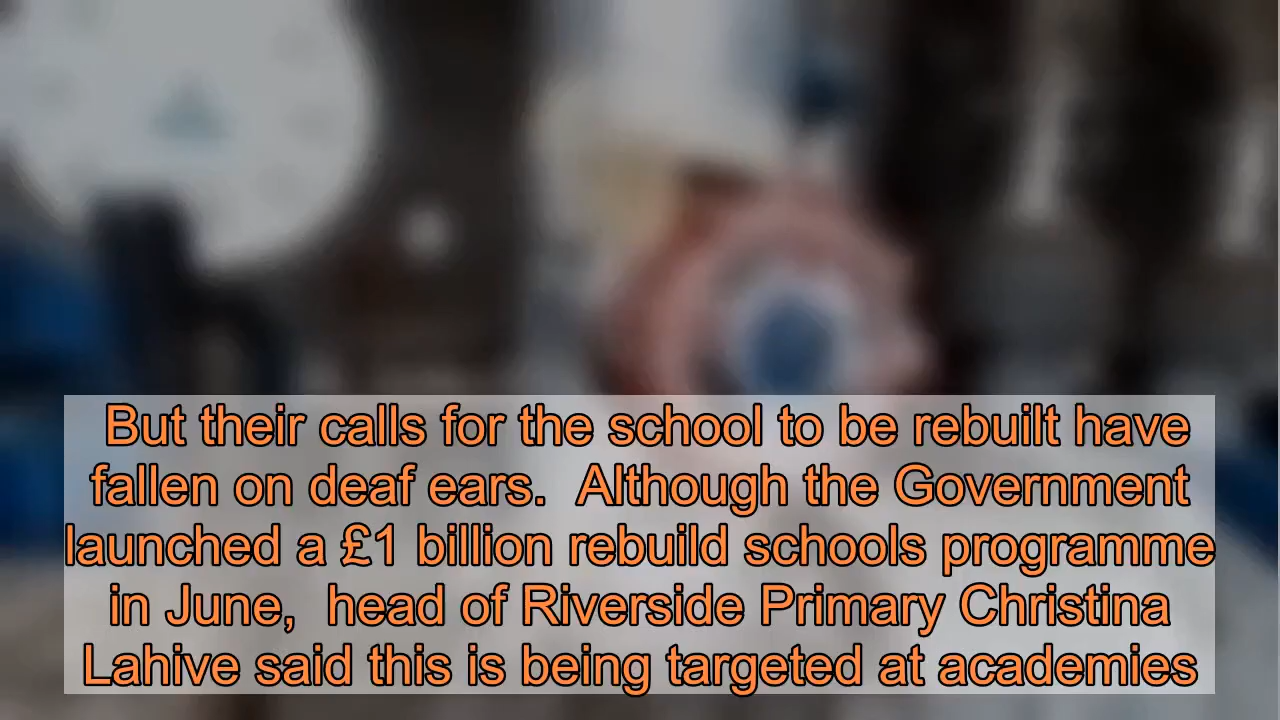 But their calls for the school to be rebuilt have
fallen on deaf ears.  Although the Government
launched a £1 billion rebuild schools programme
in June,  head of Riverside Primary Christina
Lahive said this is being targeted at academies